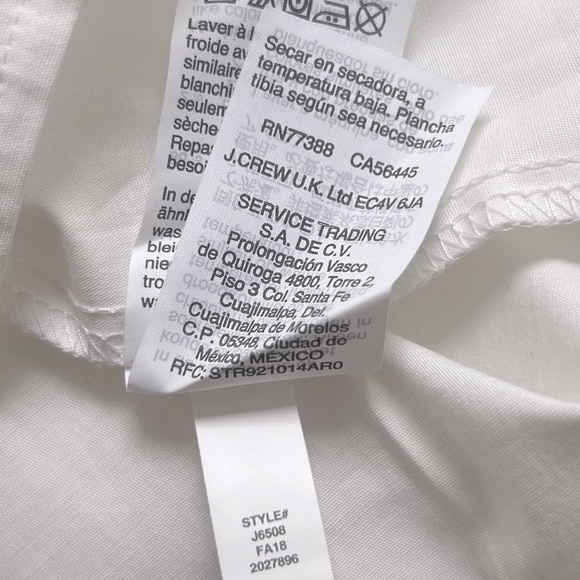 Laver à
froide av
similaire
blanchi
seulem
sèche
Repas
besoi
In de
ähnl
was
blei
nie
tro
wa
Secar en secadora, a
temperatura baja. Plancha
tibia según sea necesario.
RN77388 CA56445
J.CREW U.K. Ltd EC4V 6JA
SERVICE TRADING
S.A. DE C.V.
Prolongación Vasco
de Quiroga 4800, Torre 2,
Piso 3 Col. Santa Fe
Cuajimalpa, Del.
Cuajimalpa de Morelos
C.P. 05348, Ciudad de
México, MÉXICO
RFC: STR921014AR0
STYLE#
J6508
FA18
2027896